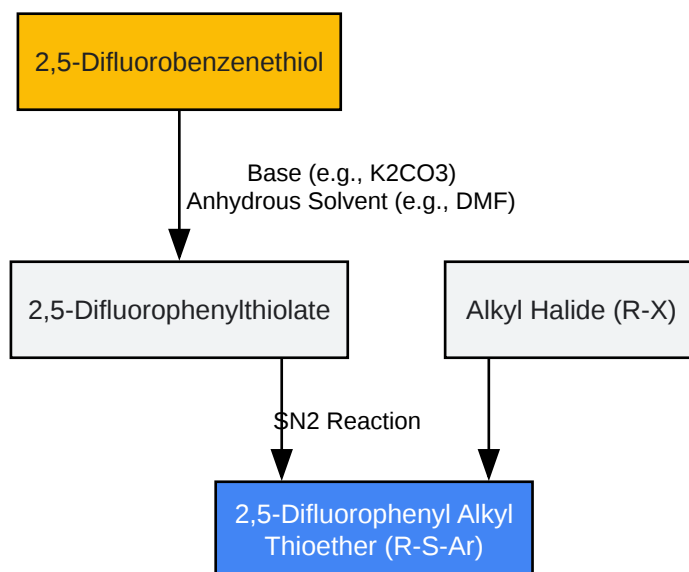 2,5-Difluorobenzenethiol
Base (e.g., K2CO3)
Anhydrous Solvent (e.g., DMF)
2,5-Difluorophenylthiolate
Alkyl Halide (R-X)
SN2 Reaction
2,5-Difluorophenyl Alkyl
Thioether (R-S-Ar)